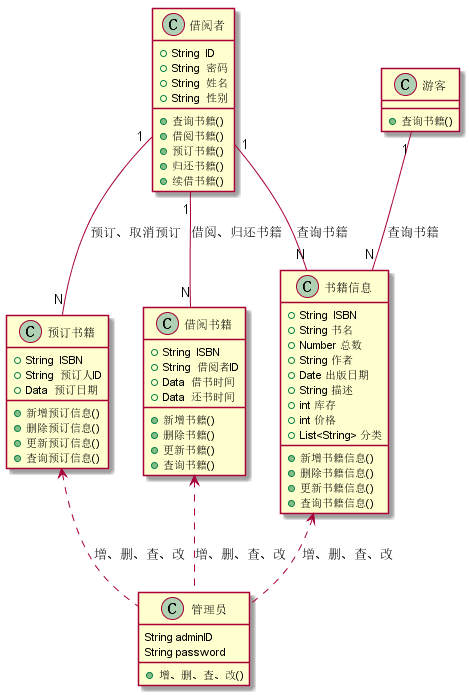 C 借阅者
String ID
String 密码
String 姓名
String 性别
查询书籍()
借阅书籍()
预订书籍()
归还书籍()
续借书籍()
C 游客
查询书籍()
1
1
1
1
预订、取消预订
借阅、归还书籍
查询书籍
查询书籍
N
N
N
N
C 预订书籍
String ISBN
String 预订人ID
Data 预订日期
新增预订信息()
删除预订信息()
更新预订信息()
查询预订信息()
C 借阅书籍
String ISBN
String 借阅者ID
Data 借书时间
Data 还书时间
新增书籍()
删除书籍()
更新书籍()
查询书籍()
C 书籍信息
String ISBN
String 书名
Number 总数
String 作者
Date 出版日期
String 描述
int 库存
int 价格
List<String> 分类
新增书籍信息()
删除书籍信息()
更新书籍信息()
查询书籍信息()
增、删、查、改
增、删、查、改
增、删、查、改
C 管理员
String adminID
String password
增、删、查、改()